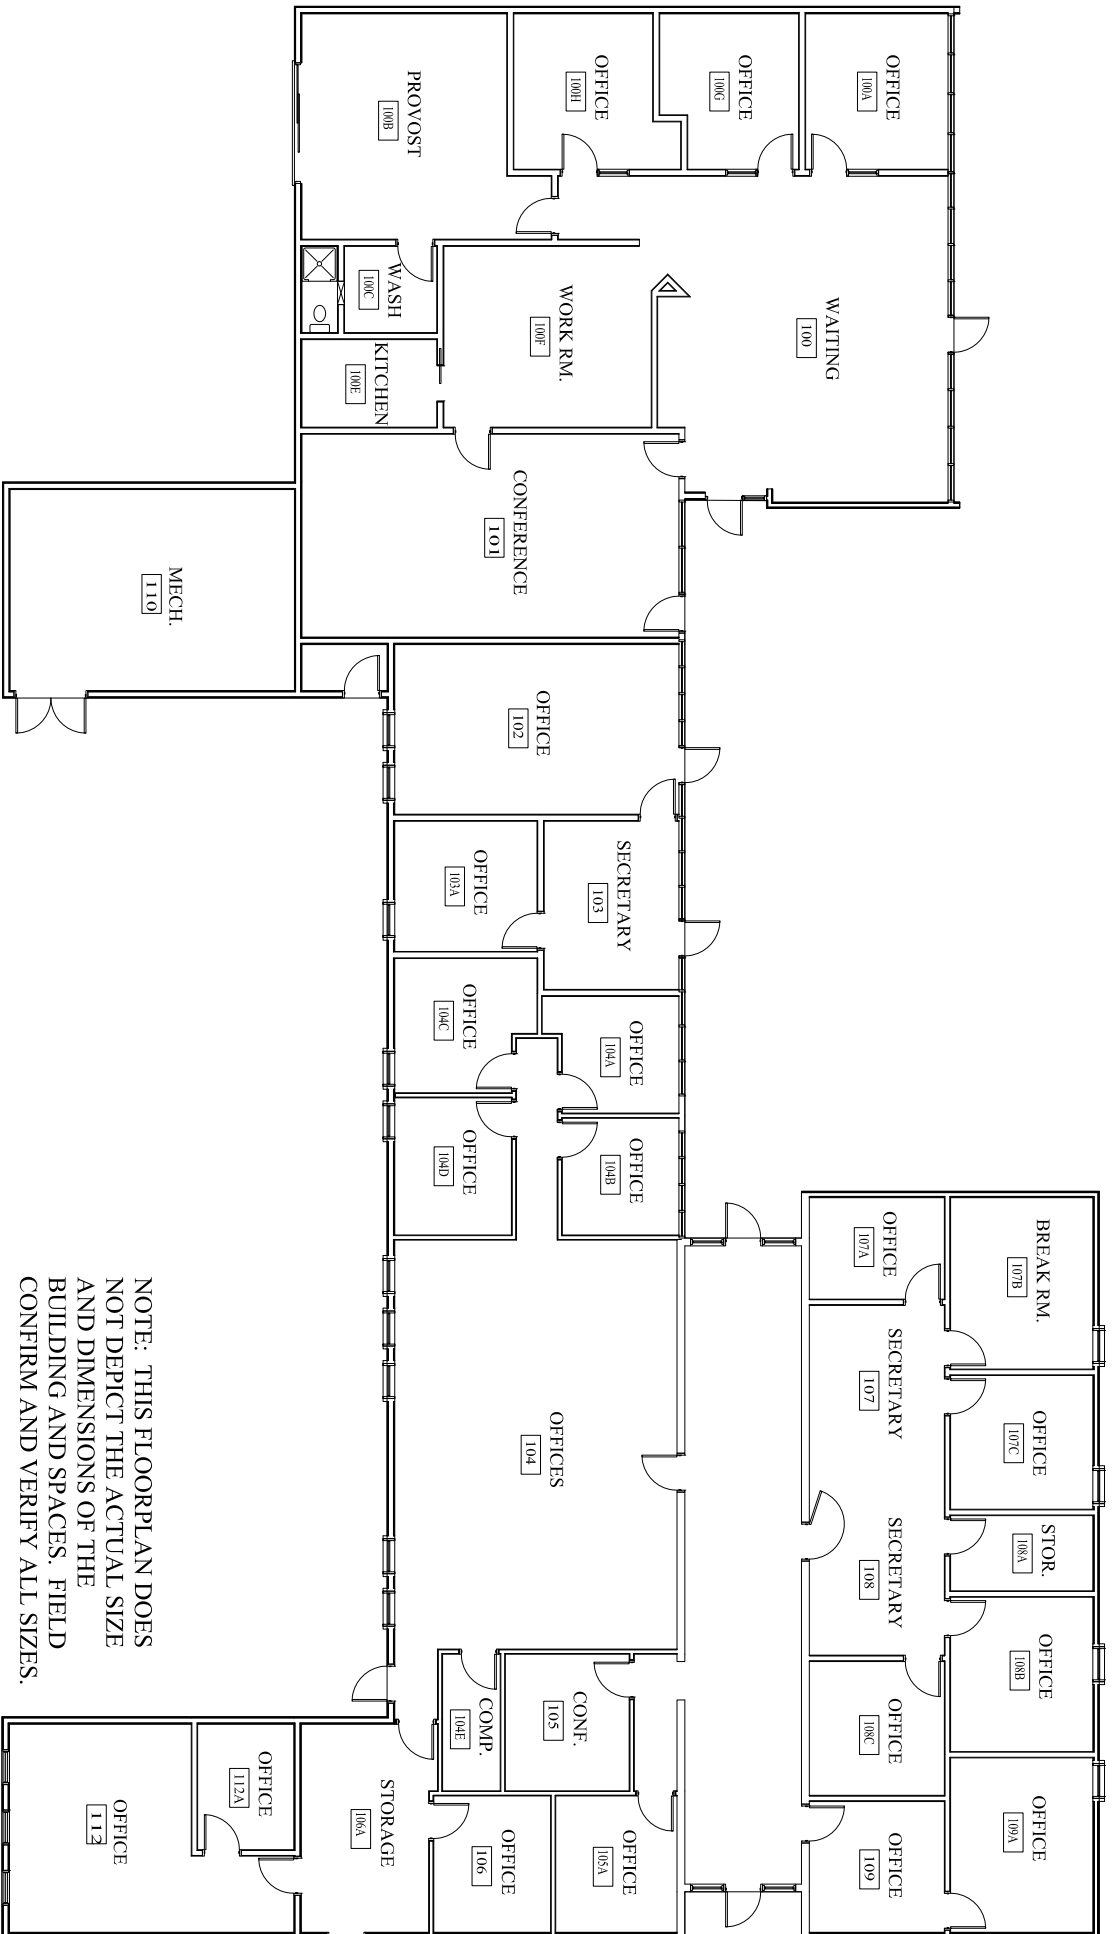 OFFICE
100A
OFFICE
100G
OFFICE
100H
PROVOST
100B
WAITING
100
WORK RM.
100F
WASH
100C
KITCHEN
100E
CONFERENCE
101
MECH.
110
OFFICE
102
SECRETARY
103
OFFICE
103A
OFFICE
104A
OFFICE
104C
OFFICE
104B
OFFICE
104D
BREAK RM.
107B
OFFICE
107A
SECRETARY
107
OFFICE
107C
SECRETARY
108
STOR.
108A
OFFICE
108B
OFFICE
108C
OFFICE
109A
OFFICE
109
OFFICES
104
CONF.
105
COMP.
104E
OFFICE
105A
OFFICE
106
STORAGE
106A
OFFICE
112A
OFFICE
112
NOTE: THIS FLOORPLAN DOES
NOT DEPICT THE ACTUAL SIZE
AND DIMENSIONS OF THE
BUILDING AND SPACES. FIELD
CONFIRM AND VERIFY ALL SIZES.